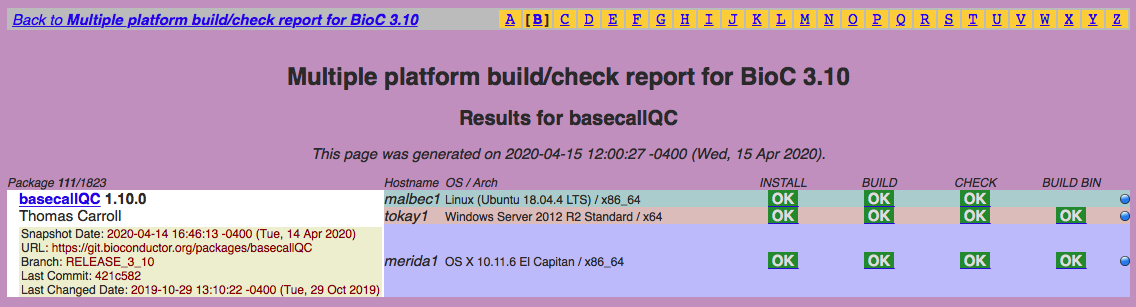 Back to Multiple platform build/check report for BioC 3.10 A [B] C D E F G H I J K L M N O P Q R S T U V W X Y Z
Multiple platform build/check report for BioC 3.10
Results for basecallQC
This page was generated on 2020-04-15 12:00:27 -0400 (Wed, 15 Apr 2020).
Package 111/1823 Hostname OS / Arch INSTALL BUILD CHECK BUILD BIN
basecallQC 1.10.0 malbec1 Linux (Ubuntu 18.04.4 LTS) / x86_64 OK OK OK
Thomas Carroll tokay1 Windows Server 2012 R2 Standard / x64 OK OK OK OK
Snapshot Date: 2020-04-14 16:46:13 -0400 (Tue, 14 Apr 2020)
URL: https://git.bioconductor.org/packages/basecallQC
Branch: RELEASE_3_10 merida1 OS X 10.11.6 El Capitan / x86_64 OK OK OK OK
Last Commit: 421c582
Last Changed Date: 2019-10-29 13:10:22 -0400 (Tue, 29 Oct 2019)